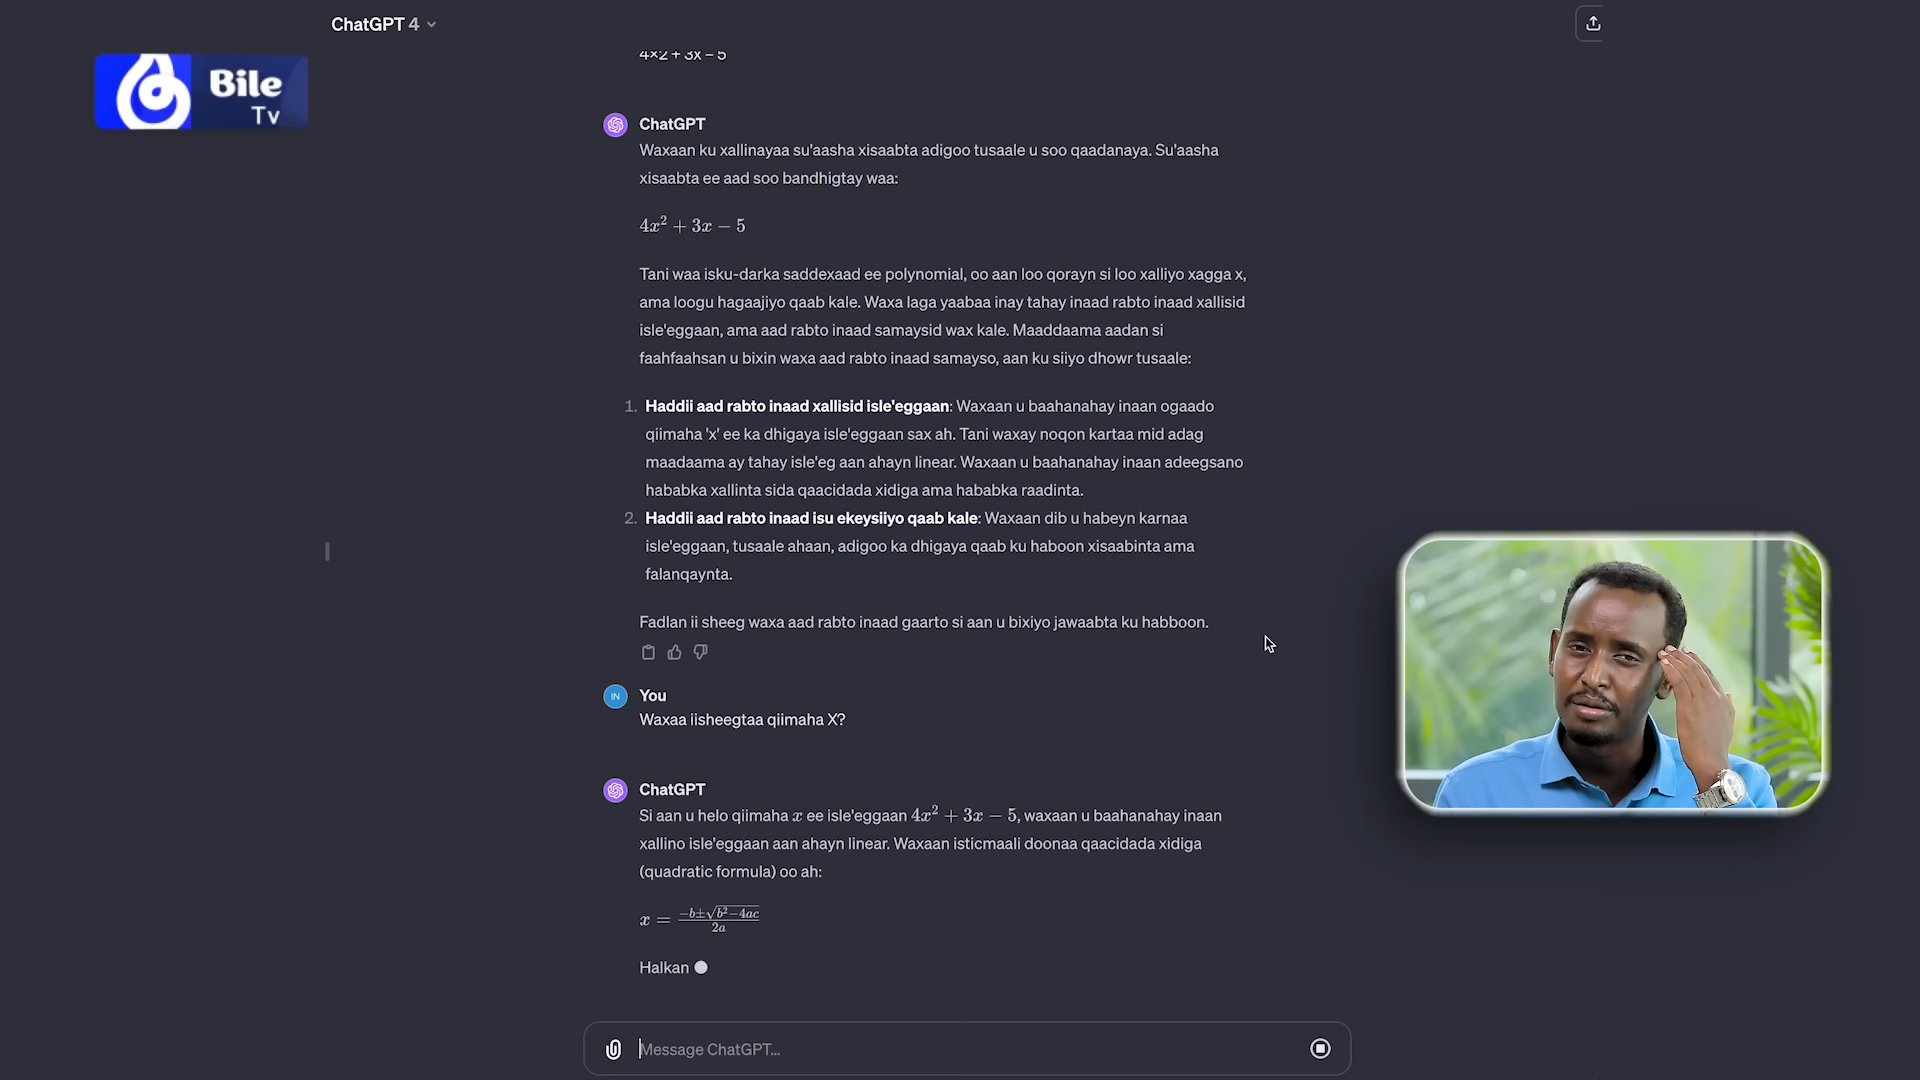 ChatGPT 4
Bile
Tv
4×2 + 3x – 5
ChatGPT
Waxaan ku xallinayaa su'aasha xisaabta adigoo tusaale u soo qaadanaya. Su'aasha
xisaabta ee aad soo bandhigtay waa:
4x² + 3x − 5
Tani waa isku-darka saddexaad ee polynomial, oo aan loo qorayn si loo xalliyo xagga x,
ama loogu hagaajiyo qaab kale. Waxa laga yaabaa inay tahay inaad rabto inaad xallisid
isle'eggaan, ama aad rabto inaad samaysid wax kale. Maaddaama aadan si
faahfaahsan u bixin waxa aad rabto inaad samayso, aan ku siiyo dhowr tusaale:
1. Haddii aad rabto inaad xallisid isle'eggaan: Waxaan u baahanahay inaan ogaado
qiimaha 'x' ee ka dhigaya isle'eggaan sax ah. Tani waxay noqon kartaa mid adag
maadaama ay tahay isle'eg aan ahayn linear. Waxaan u baahanahay inaan adeegsano
hababka xallinta sida qaacidada xidiga ama hababka raadinta.
2. Haddii aad rabto inaad isu ekeysiiyo qaab kale: Waxaan dib u habeyn karnaa
isle'eggaan, tusaale ahaan, adigoo ka dhigaya qaab ku haboon xisaabinta ama
falanqaynta.
Fadlan ii sheeg waxa aad rabto inaad gaarto si aan u bixiyo jawaabta ku habboon.
IN
You
Waxaa iisheegtaa qiimaha X?
ChatGPT
Si aan u helo qiimaha x ee isle'eggaan 4x² + 3x − 5, waxaan u baahanahay inaan
xallino isle'eggaan aan ahayn linear. Waxaan isticmaali doonaa qaacidada xidiga
(quadratic formula) oo ah:
x = (−b±√(b²−4ac))/(2a)
Halkan
Message ChatGPT...